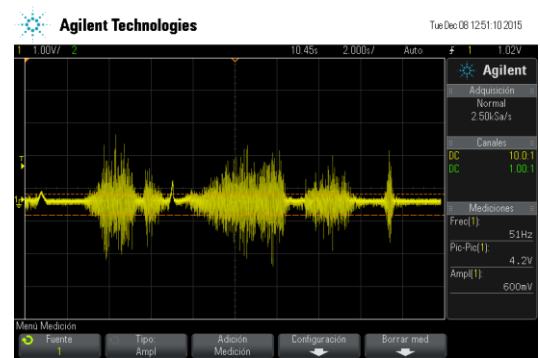 Agilent Technologies
Tue Dec 08 12:51:10 2015
1 1.00V/ 2 10.45s 2.000s/ Auto 1 1.02V
Agilent
Adquisición
Normal
2.50kSa/s
Canales
DC 10.0:1
DC 1.00:1
Mediciones
Frec(1):
51Hz
Pic-Pic(1):
4.2V
Ampl(1):
600mV
T
1
Menú Medición
Fuente Tipo: Adición Configuración Borrar med
1 Ampl Medición